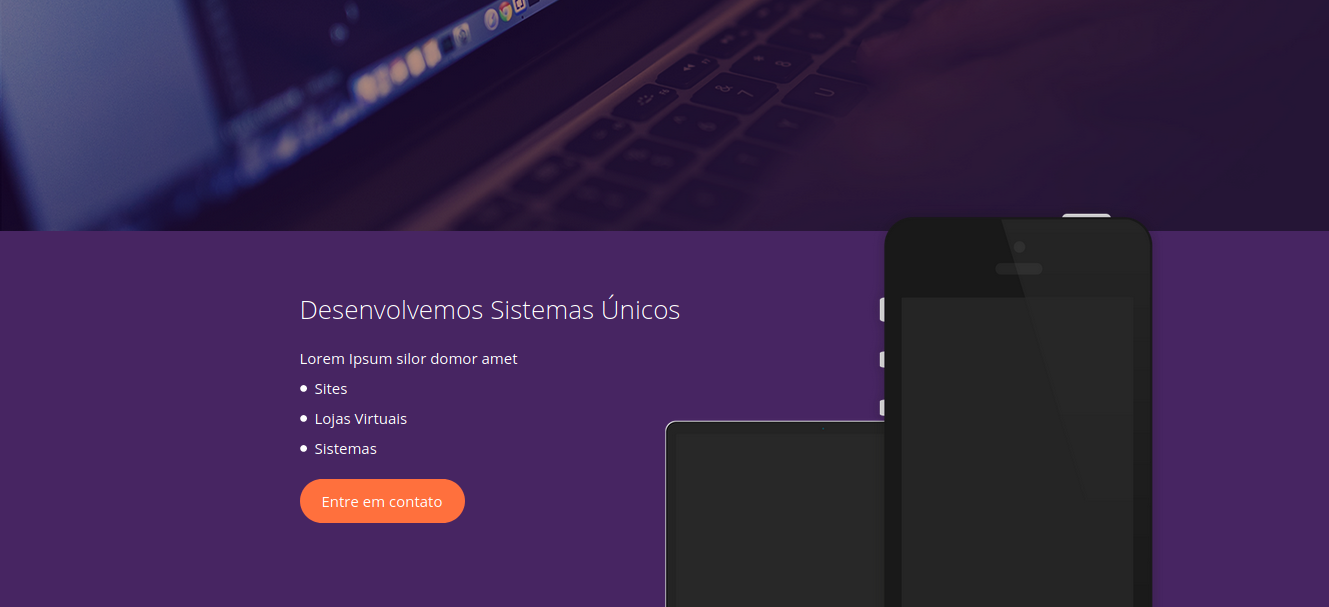 Desenvolvemos Sistemas Únicos
Lorem Ipsum silor domor amet
Sites
Lojas Virtuais
Sistemas
Entre em contato